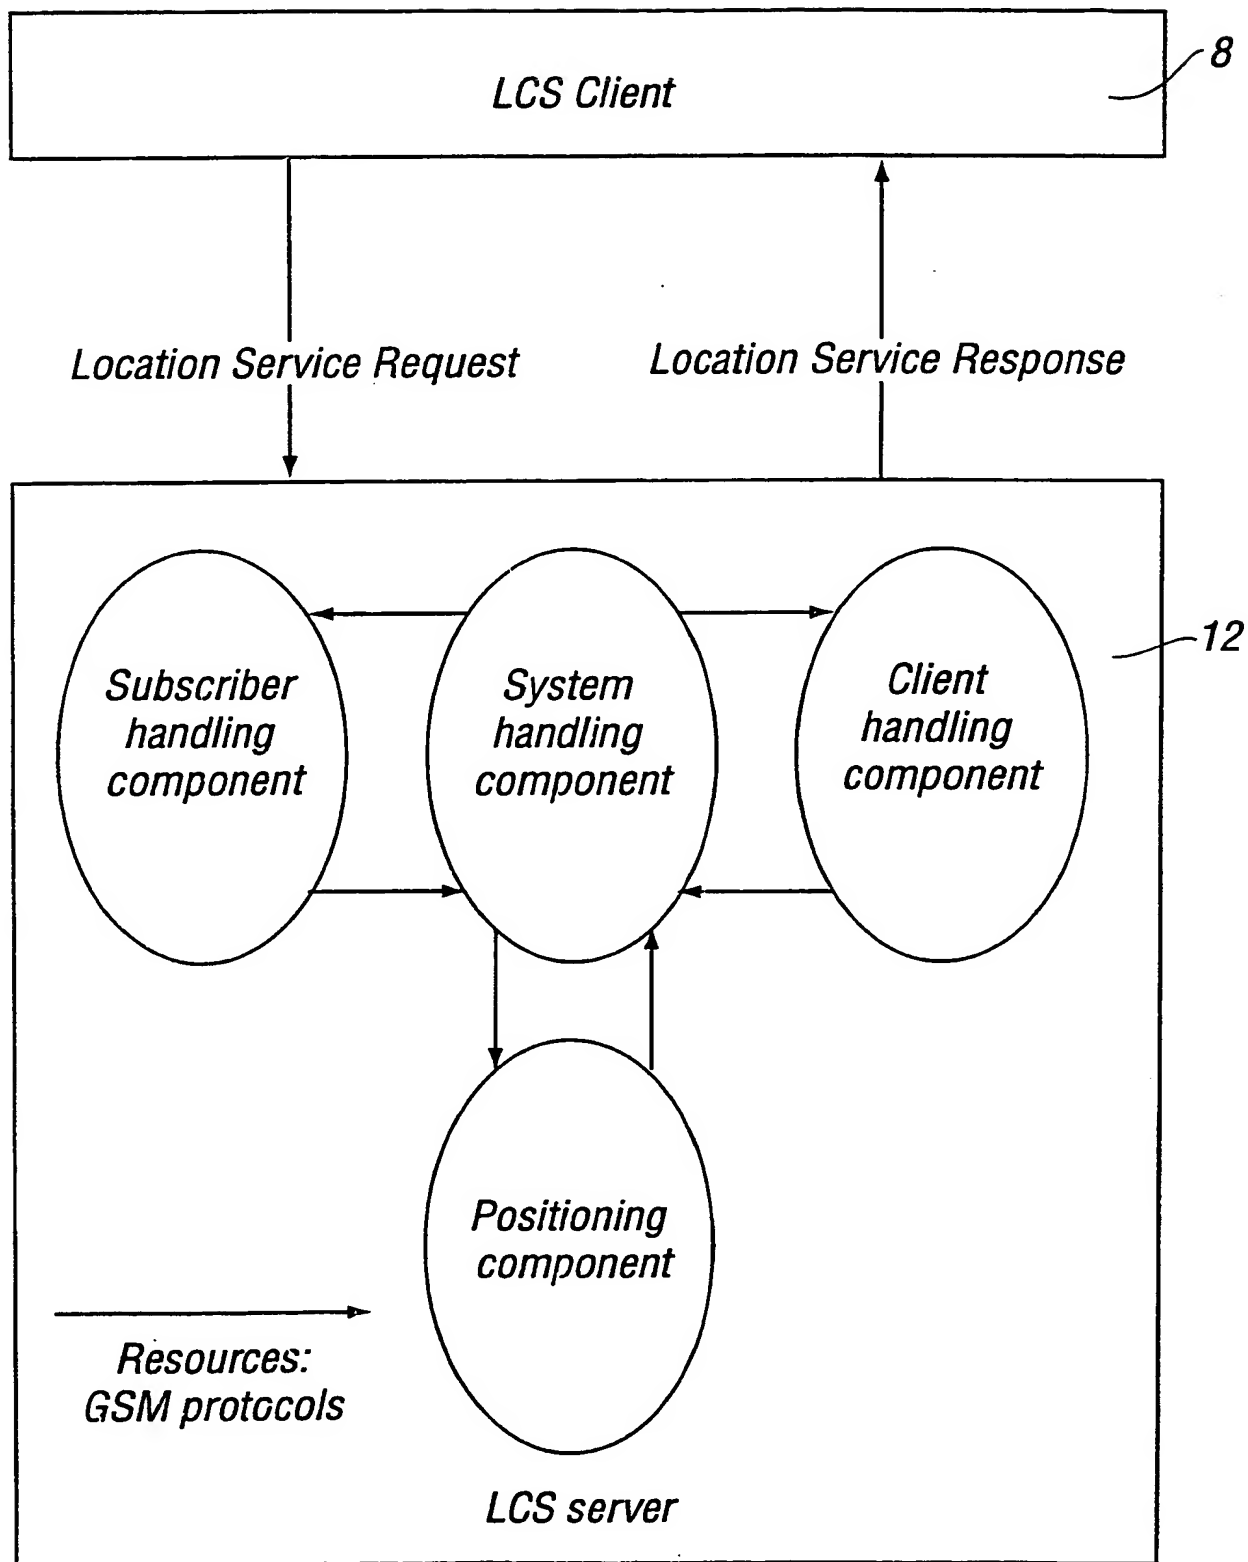 LCS Client
8
Location Service Request
Location Service Response
12
Subscriber
handling
component
System
handling
component
Client
handling
component
Positioning
component
Resources:
GSM protocols
LCS server